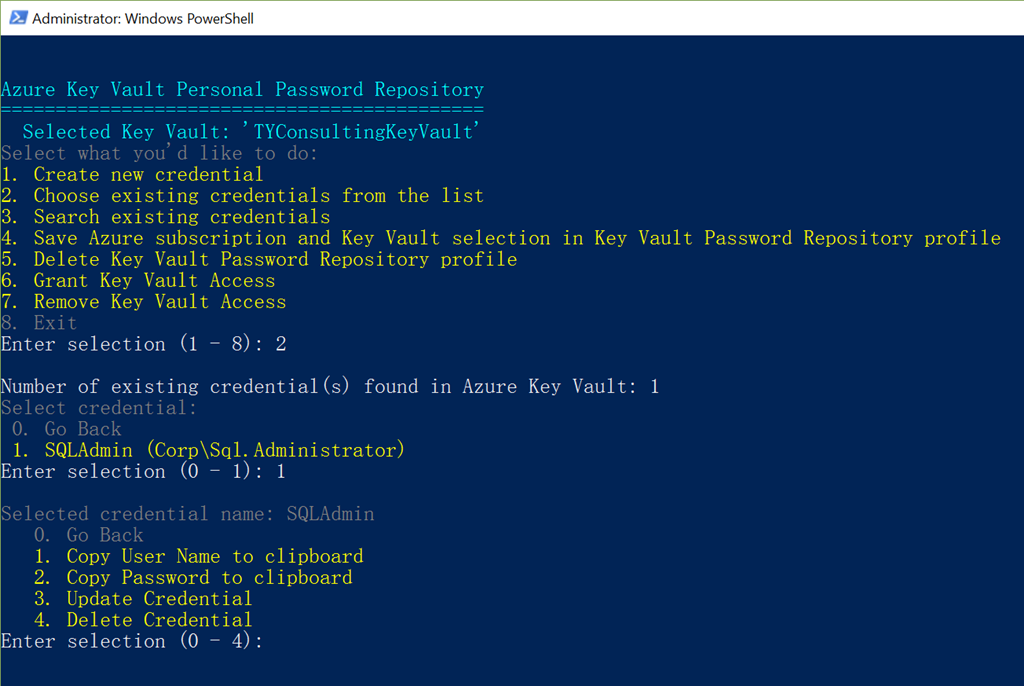 Administrator: Windows PowerShell
Azure Key Vault Personal Password Repository
============================================
  Selected Key Vault: 'TYConsultingKeyVault'
Select what you'd like to do:
1. Create new credential
2. Choose existing credentials from the list
3. Search existing credentials
4. Save Azure subscription and Key Vault selection in Key Vault Password Repository profile
5. Delete Key Vault Password Repository profile
6. Grant Key Vault Access
7. Remove Key Vault Access
8. Exit
Enter selection (1 - 8): 2
Number of existing credential(s) found in Azure Key Vault: 1
Select credential:
 0. Go Back
 1. SQLAdmin (Corp\Sql.Administrator)
Enter selection (0 - 1): 1
Selected credential name: SQLAdmin
   0. Go Back
   1. Copy User Name to clipboard
   2. Copy Password to clipboard
   3. Update Credential
   4. Delete Credential
Enter selection (0 - 4):